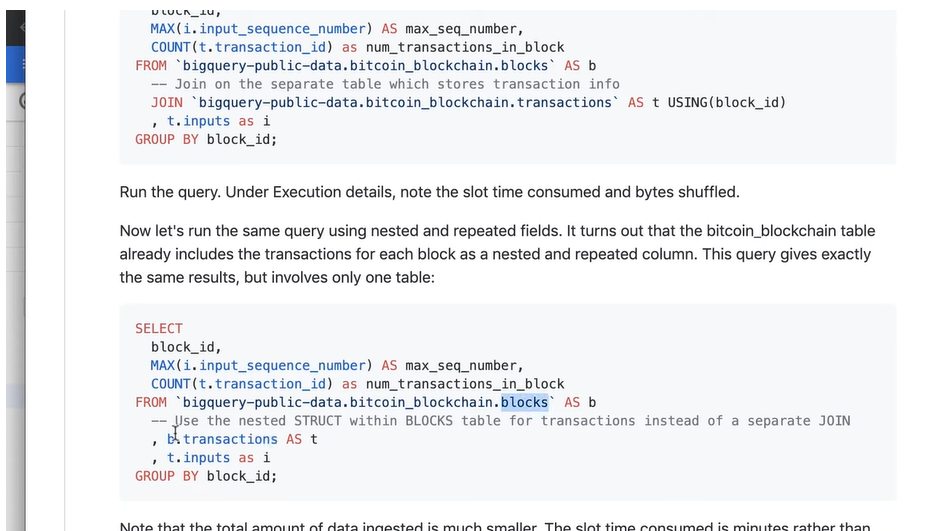 block_id,
MAX(i.input_sequence_number) AS max_seq_number,
COUNT(t.transaction_id) as num_transactions_in_block
FROM `bigquery-public-data.bitcoin_blockchain.blocks` AS b
-- Join on the separate table which stores transaction info
JOIN `bigquery-public-data.bitcoin_blockchain.transactions` AS t USING(block_id)
, t.inputs as i
GROUP BY block_id;
Run the query. Under Execution details, note the slot time consumed and bytes shuffled.
Now let's run the same query using nested and repeated fields. It turns out that the bitcoin_blockchain table
already includes the transactions for each block as a nested and repeated column. This query gives exactly
the same results, but involves only one table:
SELECT
block_id,
MAX(i.input_sequence_number) AS max_seq_number,
COUNT(t.transaction_id) as num_transactions_in_block
FROM `bigquery-public-data.bitcoin_blockchain.blocks` AS b
-- Use the nested STRUCT within BLOCKS table for transactions instead of a separate JOIN
, b.transactions AS t
, t.inputs as i
GROUP BY block_id;
Note that the total amount of data ingested is much smaller. The slot time consumed is minutes rather than